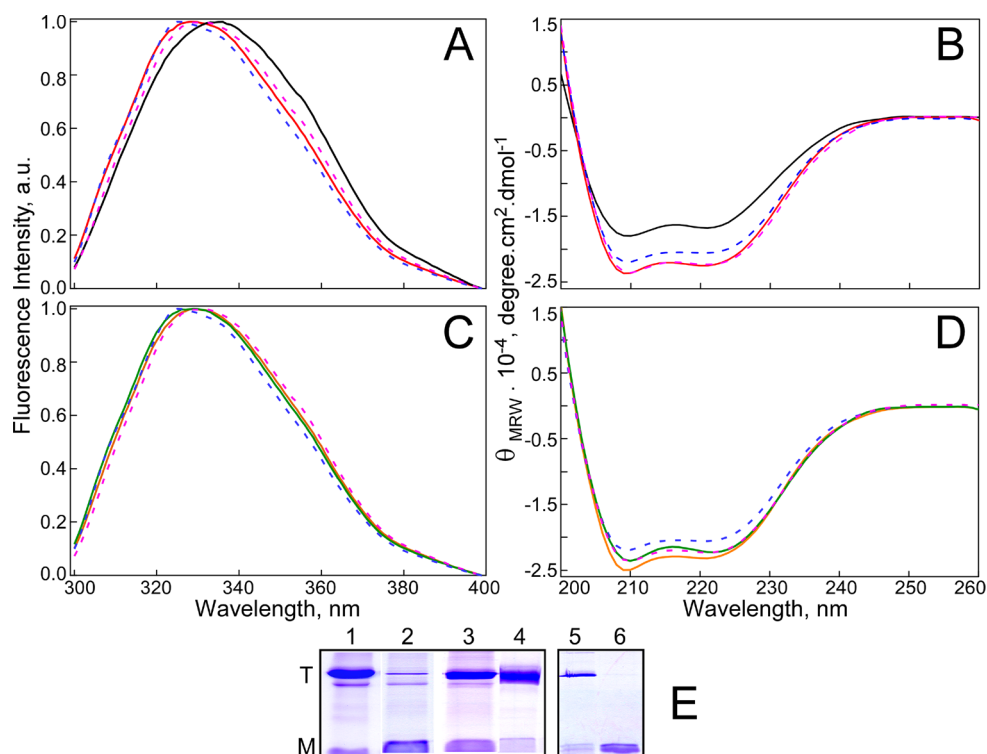 A
B
1.0
0.8
0.6
0.4
0.2
0.0
1.5
0.5
-0.5
-1.5
-2.5
Fluorescence Intensity, a.u.
θ MRW · 10⁻⁴, degree.cm².dmol⁻¹
C
D
1.0
0.8
0.6
0.4
0.2
0.0
1.5
0.5
-0.5
-1.5
-2.5
300 320 340 360 380 400
200 210 220 230 240 250 260
Wavelength, nm
Wavelength, nm
1 2 3 4 5 6
T
E
M